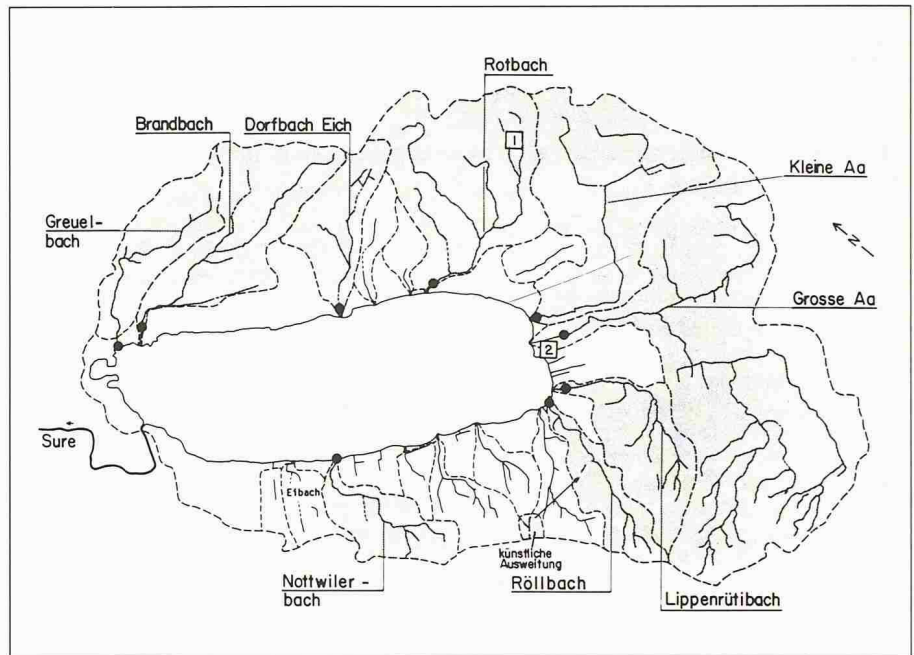 Rotbach
Brandbach
Dorfbach Eich
1
Kleine Aa
Greuel-
bach
N
Grosse Aa
2
Sure
Eibach
künstliche
Ausweitung
Nottwiler-
bach
Röllbach
Lippenrütibach